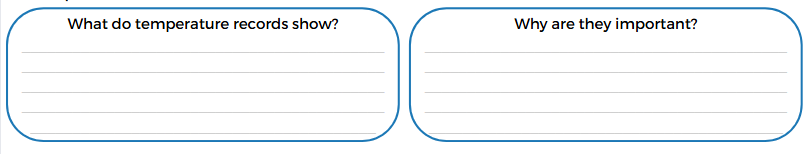 What do temperature records show?
Why are they important?